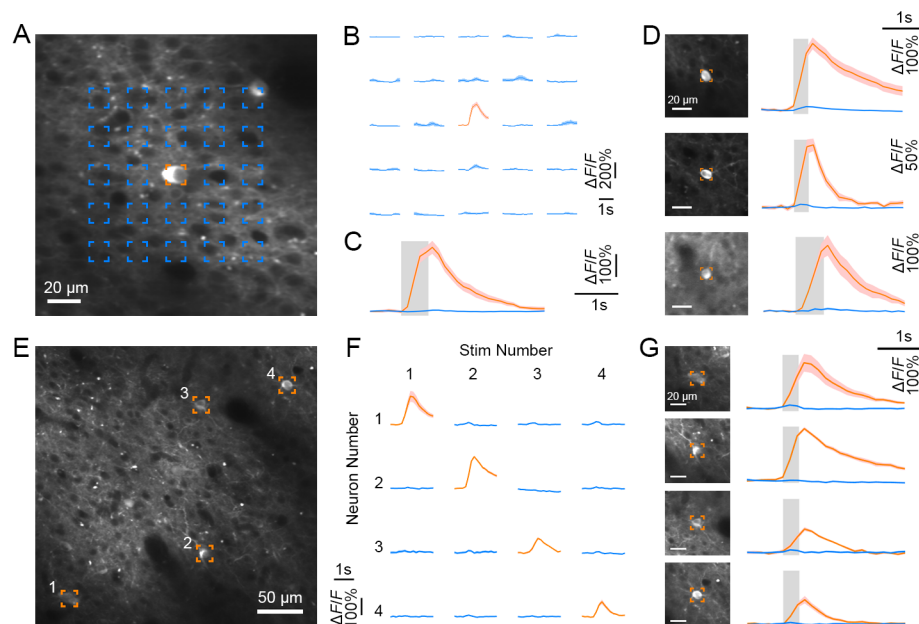 A
20 µm
B
ΔF/F
200%
1s
C
ΔF/F
100%
1s
D
1s
ΔF/F
100%
20 µm
ΔF/F
50%
ΔF/F
100%
E
1
2
3
4
50 µm
F
Stim Number
1 2 3 4
Neuron Number
1
2
3
4
1s
ΔF/F
100%
G
1s
ΔF/F
100%
20 µm